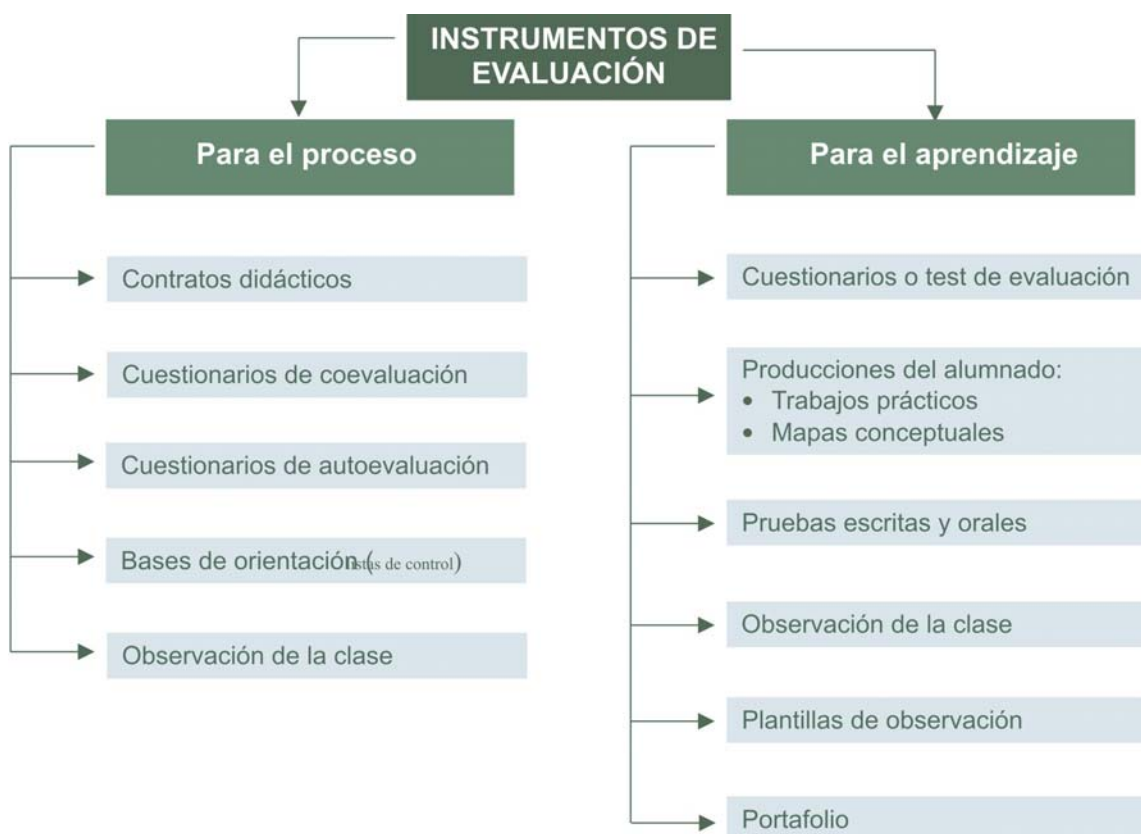 INSTRUMENTOS DE
EVALUACIÓN
Para el proceso
Contratos didácticos
Cuestionarios de coevaluación
Cuestionarios de autoevaluación
Bases de orientación (listas de control)
Observación de la clase
Para el aprendizaje
Cuestionarios o test de evaluación
Producciones del alumnado:
• Trabajos prácticos
• Mapas conceptuales
Pruebas escritas y orales
Observación de la clase
Plantillas de observación
Portafolio